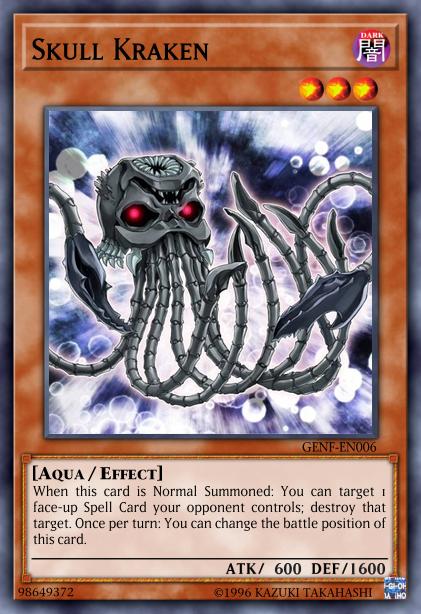 Skull Kraken
DARK
闇
GENF-EN006
[Aqua / Effect]
When this card is Normal Summoned: You can target 1
face-up Spell Card your opponent controls; destroy that
target. Once per turn: You can change the battle position of
this card.
ATK/ 600 DEF/1600
98649372
©1996 KAZUKI TAKAHASHI